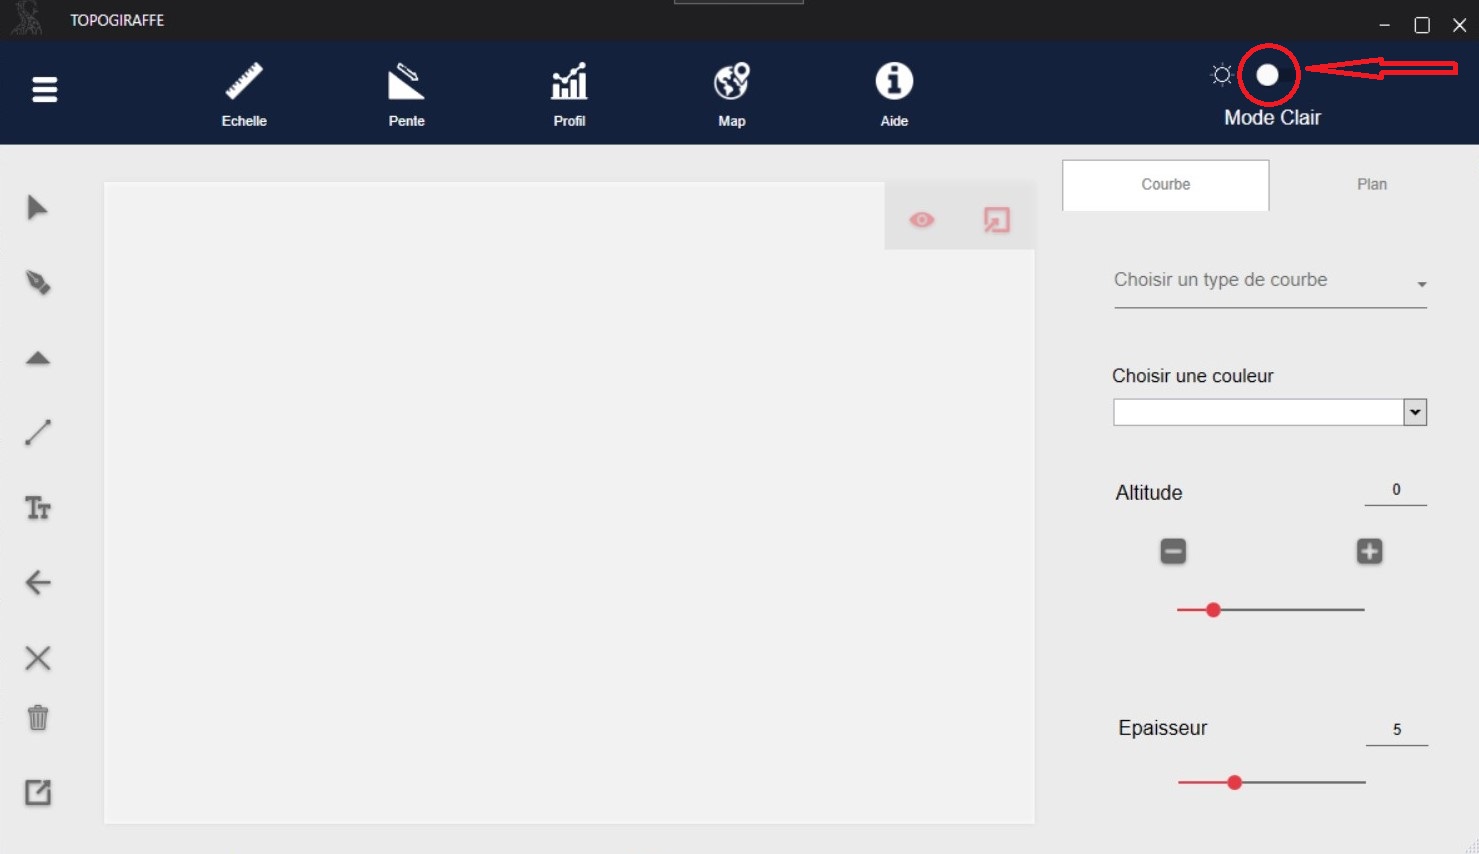 TOPOGIRAFFE
Echelle
Pente
Profil
Map
Aide
Mode Clair
Courbe
Plan
Choisir un type de courbe
Choisir une couleur
Altitude
0
Epaisseur
5